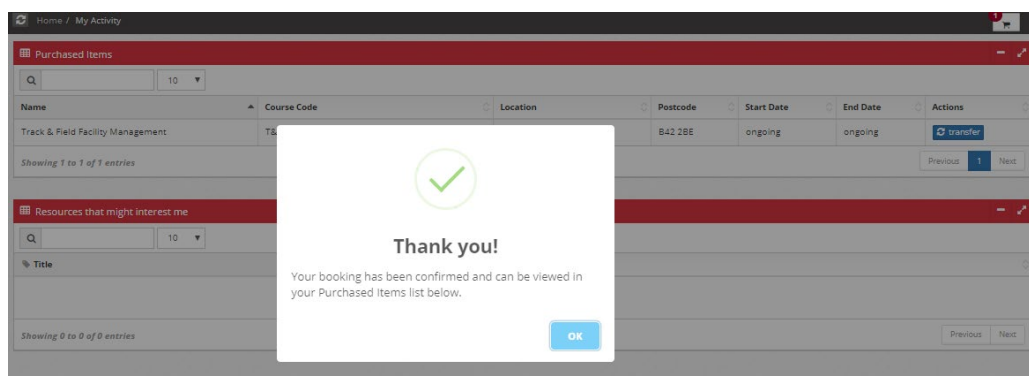 Home / My Activity
1
Purchased Items
10
Name Course Code Location Postcode Start Date End Date Actions
Track & Field Facility Management T& B42 2BE ongoing ongoing transfer
Showing 1 to 1 of 1 entries Previous 1 Next
Resources that might interest me
10
Title
Thank you!
Your booking has been confirmed and can be viewed in
your Purchased Items list below.
OK
Showing 0 to 0 of 0 entries Previous Next